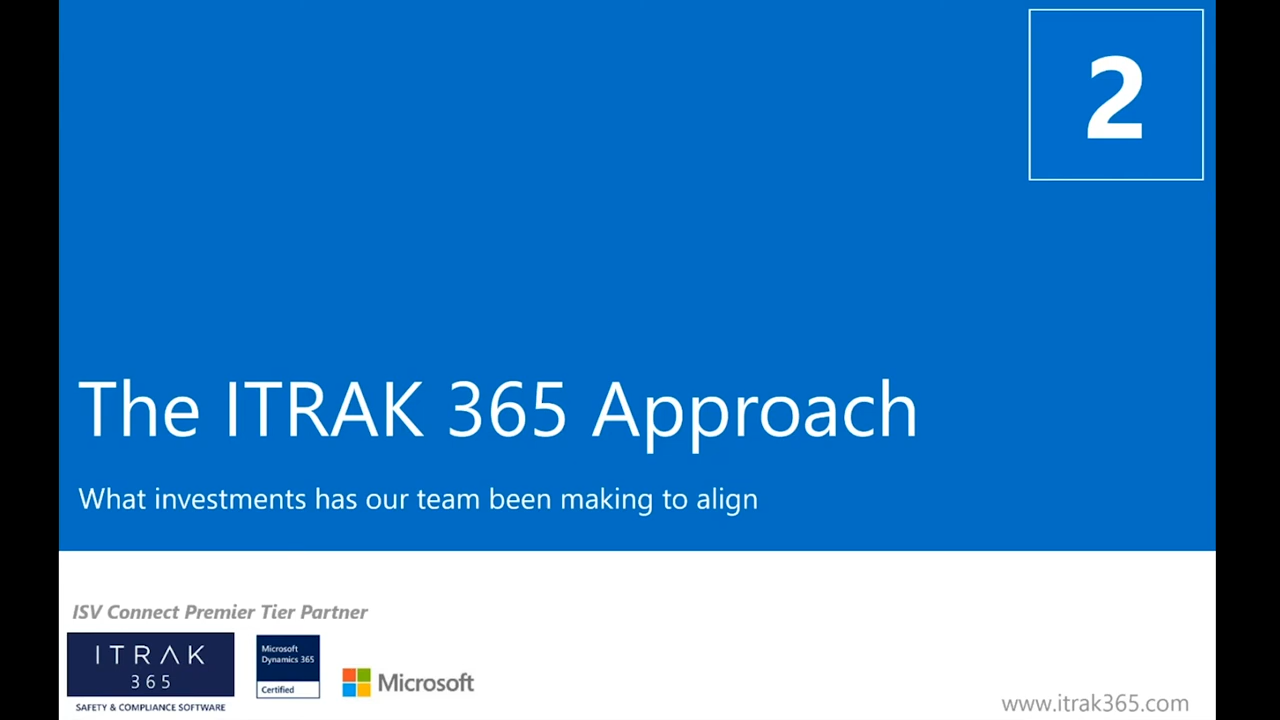 2
The ITRAK 365 Approach
What investments has our team been making to align
ISV Connect Premier Tier Partner
ITRAK
365
SAFETY & COMPLIANCE SOFTWARE
Microsoft
Dynamics 365
Certified
Microsoft
www.itrak365.com